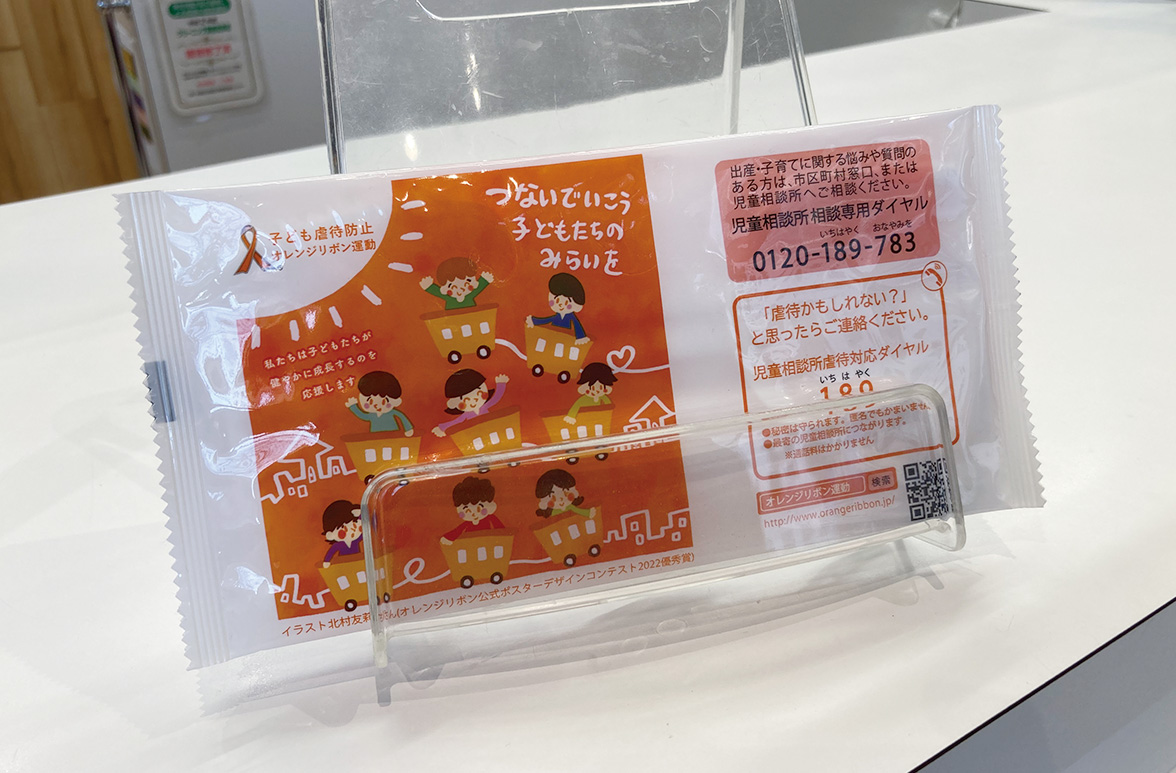 子ども虐待防止
オレンジリボン運動
つないでいこう
子どもたちの
みらいを
私たちは子どもたちが
健やかに成長するのを
応援します
イラスト北村友莉さん(オレンジリボン公式ポスターデザインコンテスト2022優秀賞)
出産・子育てに関する悩みや質問の
ある方は、市区町村窓口、または
児童相談所へご相談ください。
児童相談所相談専用ダイヤル
いちはやく おなやみを
0120-189-783
「虐待かもしれない?」
と思ったらご連絡ください。
児童相談所虐待対応ダイヤル
いち は やく
189
●秘密は守られます。匿名でもかまいません。
●最寄の児童相談所につながります。
※通話料はかかりません
オレンジリボン運動 検索
http://www.orangeribbon.jp/